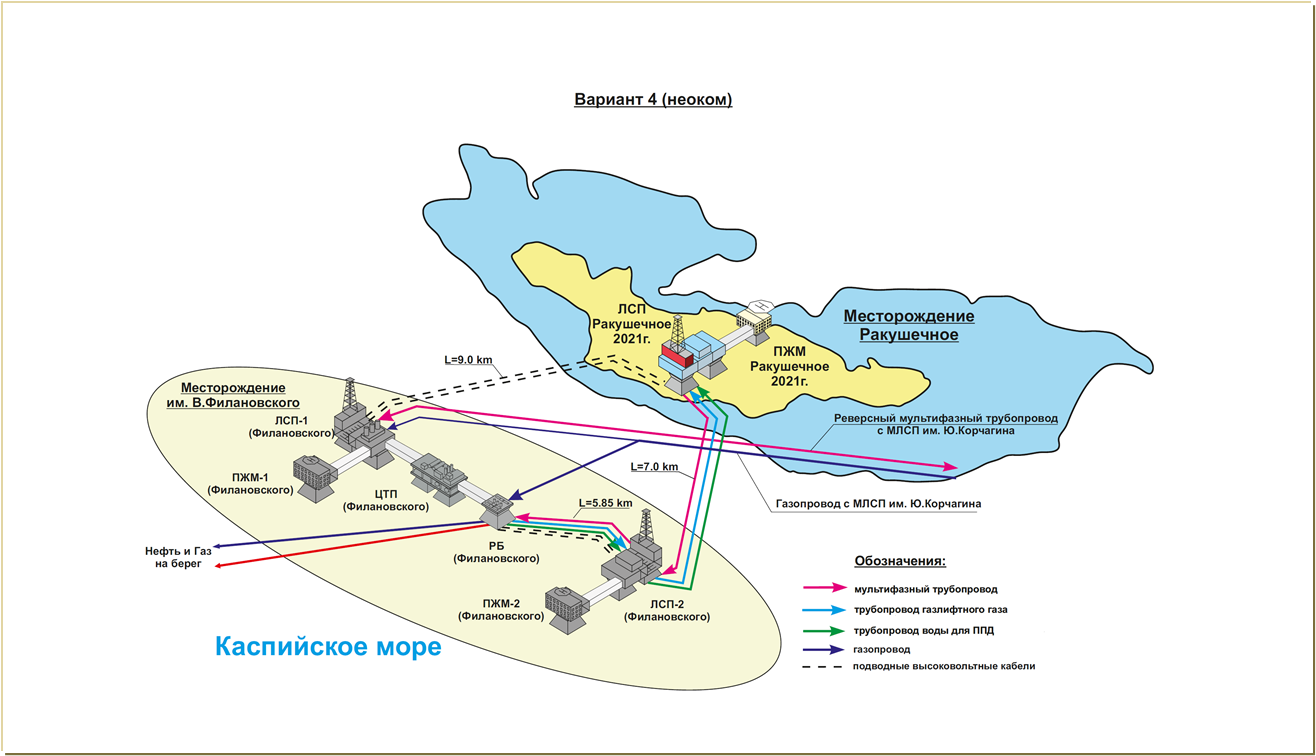 Вариант 4 (неоком)
ЛСП
Ракушечное
2021г.
Месторождение
Ракушечное
ПЖМ
Ракушечное
2021г.
L=9.0 km
Месторождение
им. В.Филановского
ЛСП-1
(Филановского)
Реверсный мультифазный трубопровод
с МЛСП им. Ю.Корчагина
L=7.0 km
ПЖМ-1
(Филановского)
ЦТП
(Филановского)
L=5.85 km
Газопровод с МЛСП им. Ю.Корчагина
Нефть и Газ
на берег
РБ
(Филановского)
ПЖМ-2
(Филановского)
ЛСП-2
(Филановского)
Каспийское море
Обозначения:
мультифазный трубопровод
трубопровод газлифтного газа
трубопровод воды для ППД
газопровод
подводные высоковольтные кабели